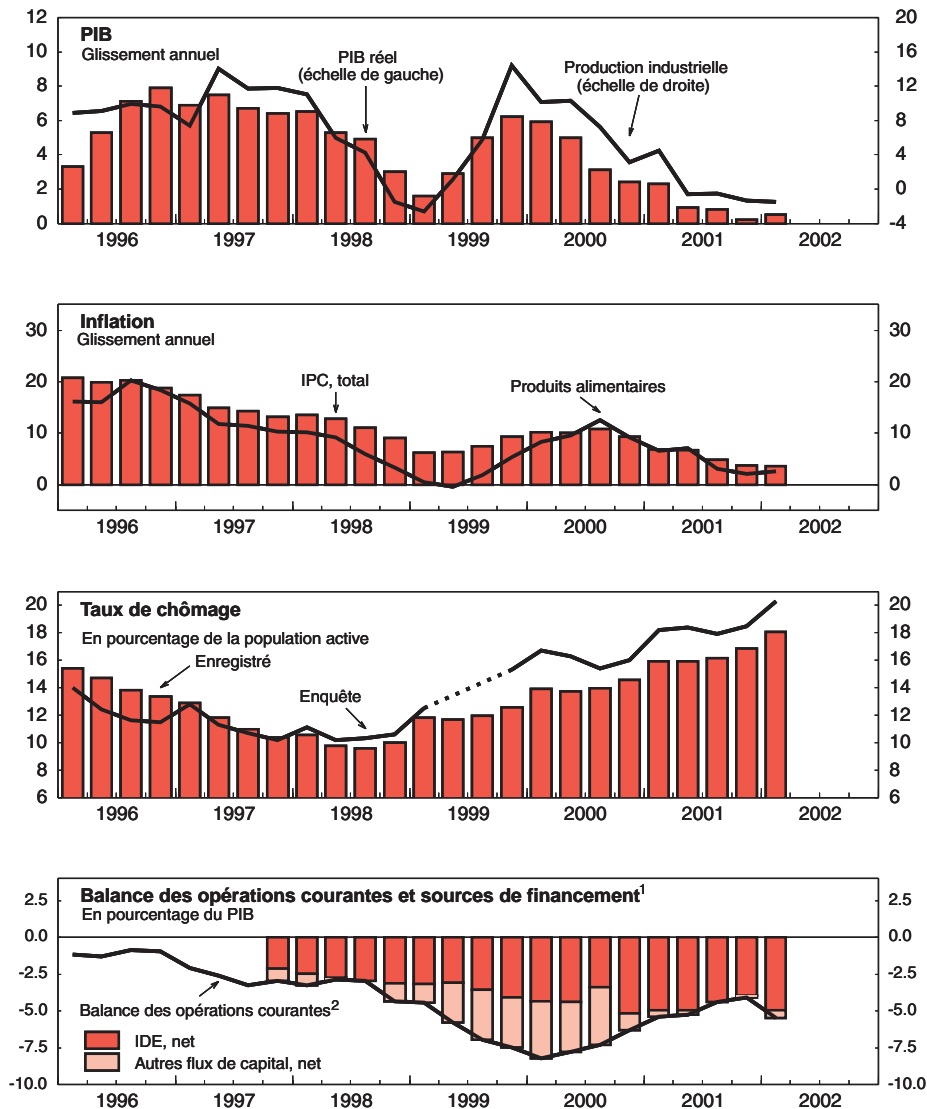 PIB
Glissement annuel
PIB réel
(échelle de gauche)
Production industrielle
(échelle de droite)
12
10
8
6
4
2
0
20
16
12
8
4
0
-4
1996 1997 1998 1999 2000 2001 2002
Inflation
Glissement annuel
IPC, total
Produits alimentaires
30
20
10
0
30
20
10
0
1996 1997 1998 1999 2000 2001 2002
Taux de chômage
En pourcentage de la population active
Enregistré
Enquête
20
18
16
14
12
10
8
6
20
18
16
14
12
10
8
6
1996 1997 1998 1999 2000 2001 2002
Balance des opérations courantes et sources de financement1
En pourcentage du PIB
Balance des opérations courantes2
IDE, net
Autres flux de capital, net
2.5
0.0
-2.5
-5.0
-7.5
-10.0
2.5
0.0
-2.5
-5.0
-7.5
-10.0
1996 1997 1998 1999 2000 2001 2002